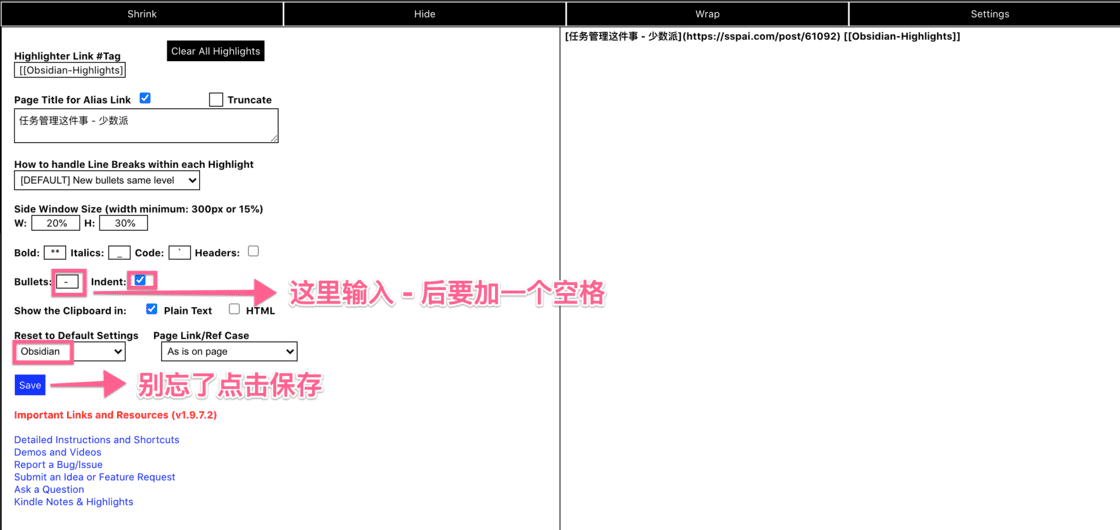 Shrink Hide Wrap Settings
[任务管理这件事 - 少数派](https://sspai.com/post/61092) [[Obsidian-Highlights]]
Clear All Highlights
Highlighter Link #Tag
[[Obsidian-Highlights]
Page Title for Alias Link Truncate
任务管理这件事 - 少数派
How to handle Line Breaks within each Highlight
[DEFAULT] New bullets same level
Side Window Size (width minimum: 300px or 15%)
W: 20% H: 30%
Bold: ** Italics: _ Code: ` Headers:
Bullets: - Indent:
这里输入 - 后要加一个空格
Show the Clipboard in: Plain Text HTML
Reset to Default Settings Page Link/Ref Case
Obsidian As is on page
Save
别忘了点击保存
Important Links and Resources (v1.9.7.2)
Detailed Instructions and Shortcuts
Demos and Videos
Report a Bug/Issue
Submit an Idea or Feature Request
Ask a Question
Kindle Notes & Highlights